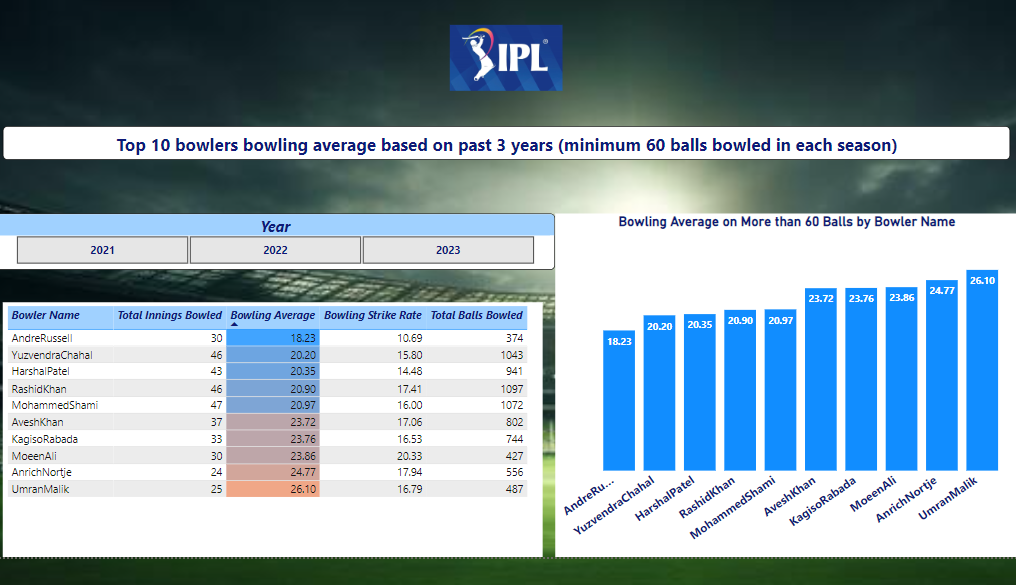 IPL
Top 10 bowlers bowling average based on past 3 years (minimum 60 balls bowled in each season)
Year
2021 2022 2023
Bowler Name Total Innings Bowled Bowling Average Bowling Strike Rate Total Balls Bowled
AndreRussell 30 18.23 10.69 374
YuzvendraChahal 46 20.20 15.80 1043
HarshalPatel 43 20.35 14.48 941
RashidKhan 46 20.90 17.41 1097
MohammedShami 47 20.97 16.00 1072
AveshKhan 37 23.72 17.06 802
KagisoRabada 33 23.76 16.53 744
MoeenAli 30 23.86 20.33 427
AnrichNortje 24 24.77 17.94 556
UmranMalik 25 26.10 16.79 487
Bowling Average on More than 60 Balls by Bowler Name
18.23 20.20 20.35 20.90 20.97 23.72 23.76 23.86 24.77 26.10
AndreRu... YuzvendraChahal HarshalPatel RashidKhan MohammedShami AveshKhan KagisoRabada MoeenAli AnrichNortje UmranMalik